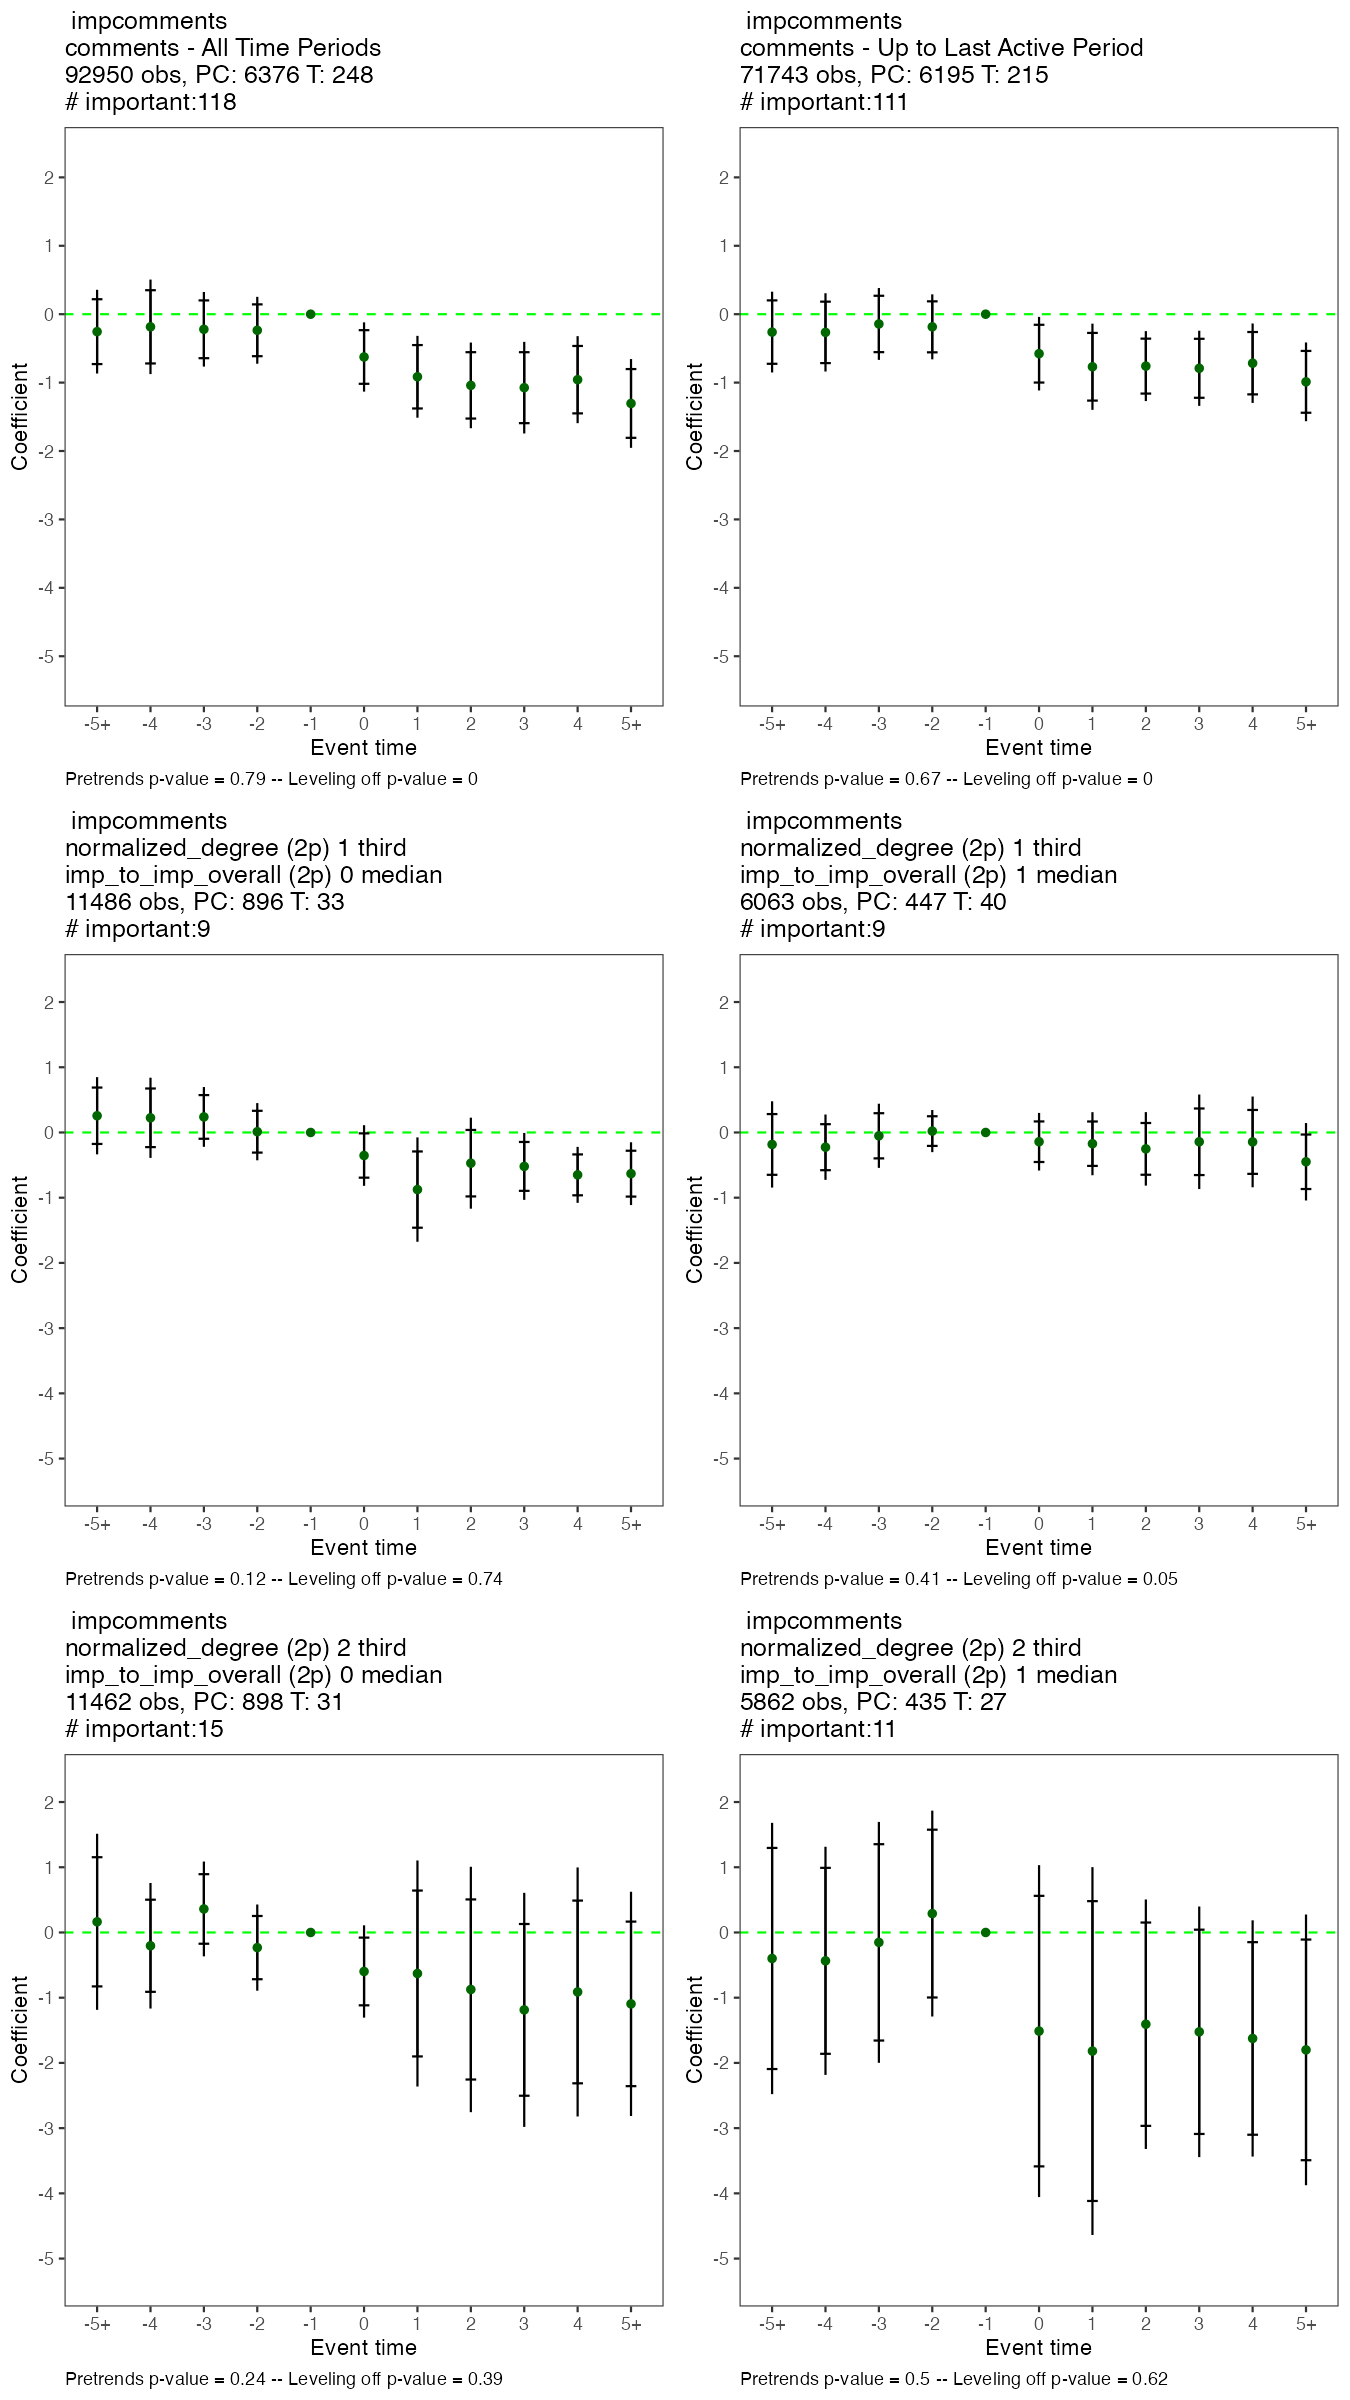 impcomments
comments - All Time Periods
92950 obs, PC: 6376 T: 248
# important:118
2
1
0
-1
-2
-3
-4
-5
Coefficient
-5+ -4 -3 -2 -1 0 1 2 3 4 5+
Event time
Pretrends p-value = 0.79 -- Leveling off p-value = 0
impcomments
comments - Up to Last Active Period
71743 obs, PC: 6195 T: 215
# important:111
2
1
0
-1
-2
-3
-4
-5
Coefficient
-5+ -4 -3 -2 -1 0 1 2 3 4 5+
Event time
Pretrends p-value = 0.67 -- Leveling off p-value = 0
impcomments
normalized_degree (2p) 1 third
imp_to_imp_overall (2p) 0 median
11486 obs, PC: 896 T: 33
# important:9
2
1
0
-1
-2
-3
-4
-5
Coefficient
-5+ -4 -3 -2 -1 0 1 2 3 4 5+
Event time
Pretrends p-value = 0.12 -- Leveling off p-value = 0.74
impcomments
normalized_degree (2p) 1 third
imp_to_imp_overall (2p) 1 median
6063 obs, PC: 447 T: 40
# important:9
2
1
0
-1
-2
-3
-4
-5
Coefficient
-5+ -4 -3 -2 -1 0 1 2 3 4 5+
Event time
Pretrends p-value = 0.41 -- Leveling off p-value = 0.05
impcomments
normalized_degree (2p) 2 third
imp_to_imp_overall (2p) 0 median
11462 obs, PC: 898 T: 31
# important:15
2
1
0
-1
-2
-3
-4
-5
Coefficient
-5+ -4 -3 -2 -1 0 1 2 3 4 5+
Event time
Pretrends p-value = 0.24 -- Leveling off p-value = 0.39
impcomments
normalized_degree (2p) 2 third
imp_to_imp_overall (2p) 1 median
5862 obs, PC: 435 T: 27
# important:11
2
1
0
-1
-2
-3
-4
-5
Coefficient
-5+ -4 -3 -2 -1 0 1 2 3 4 5+
Event time
Pretrends p-value = 0.5 -- Leveling off p-value = 0.62